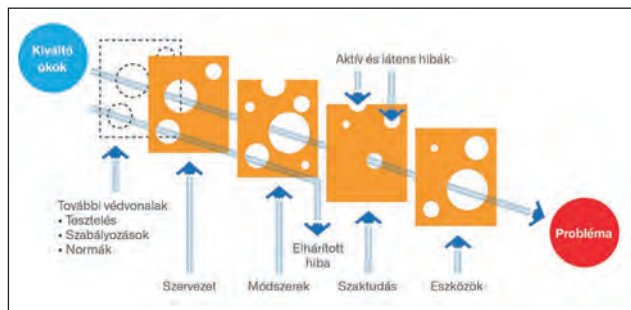 Kiváltó
okok
Aktív és látens hibák
További védvonalak
• Tesztelés
• Szabályozások
• Normák
Elhárított
hiba
Szervezet
Módszerek
Szaktudás
Eszközök
Probléma